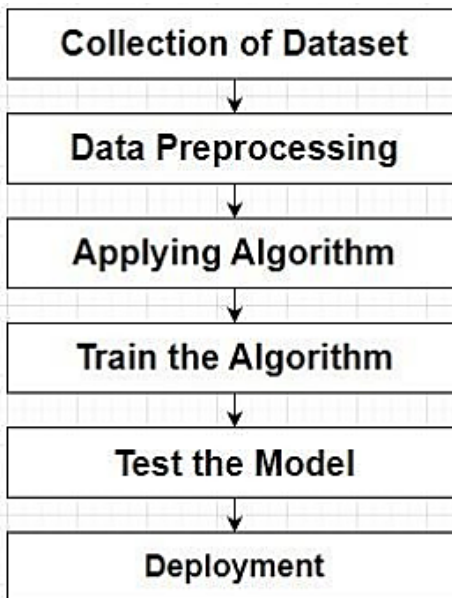 Collection of Dataset
Data Preprocessing
Applying Algorithm
Train the Algorithm
Test the Model
Deployment